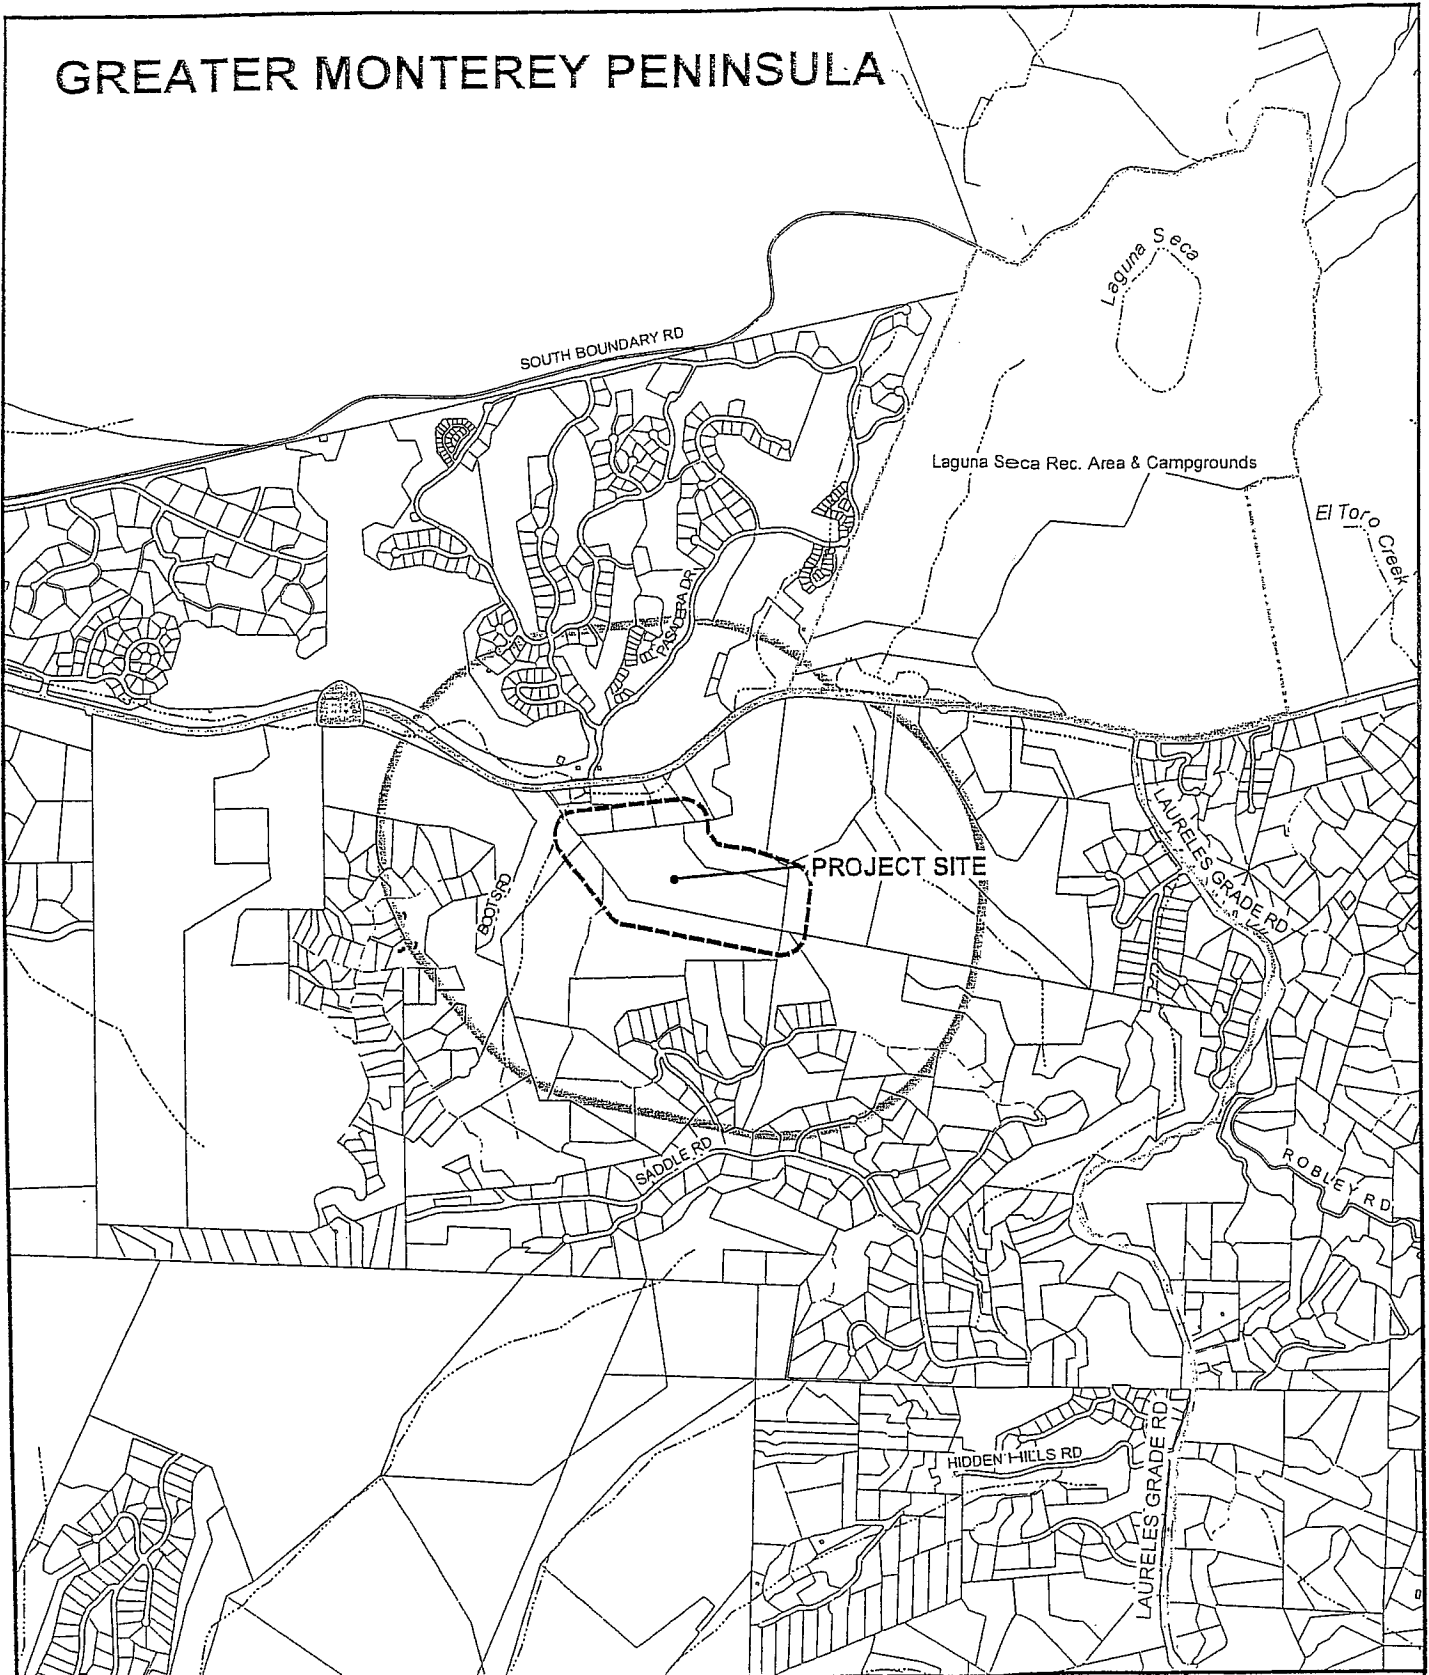 GREATER MONTEREY PENINSULA
Laguna Seca
SOUTH BOUNDARY RD
Laguna Seca Rec. Area & Campgrounds
El Toro Creek
PASADERA DR
LAURELES GRADE RD
PROJECT SITE
BOOTS RD
SADDLE RD
ROBLEY RD
HIDDEN HILLS RD
LAURELES GRADE RD